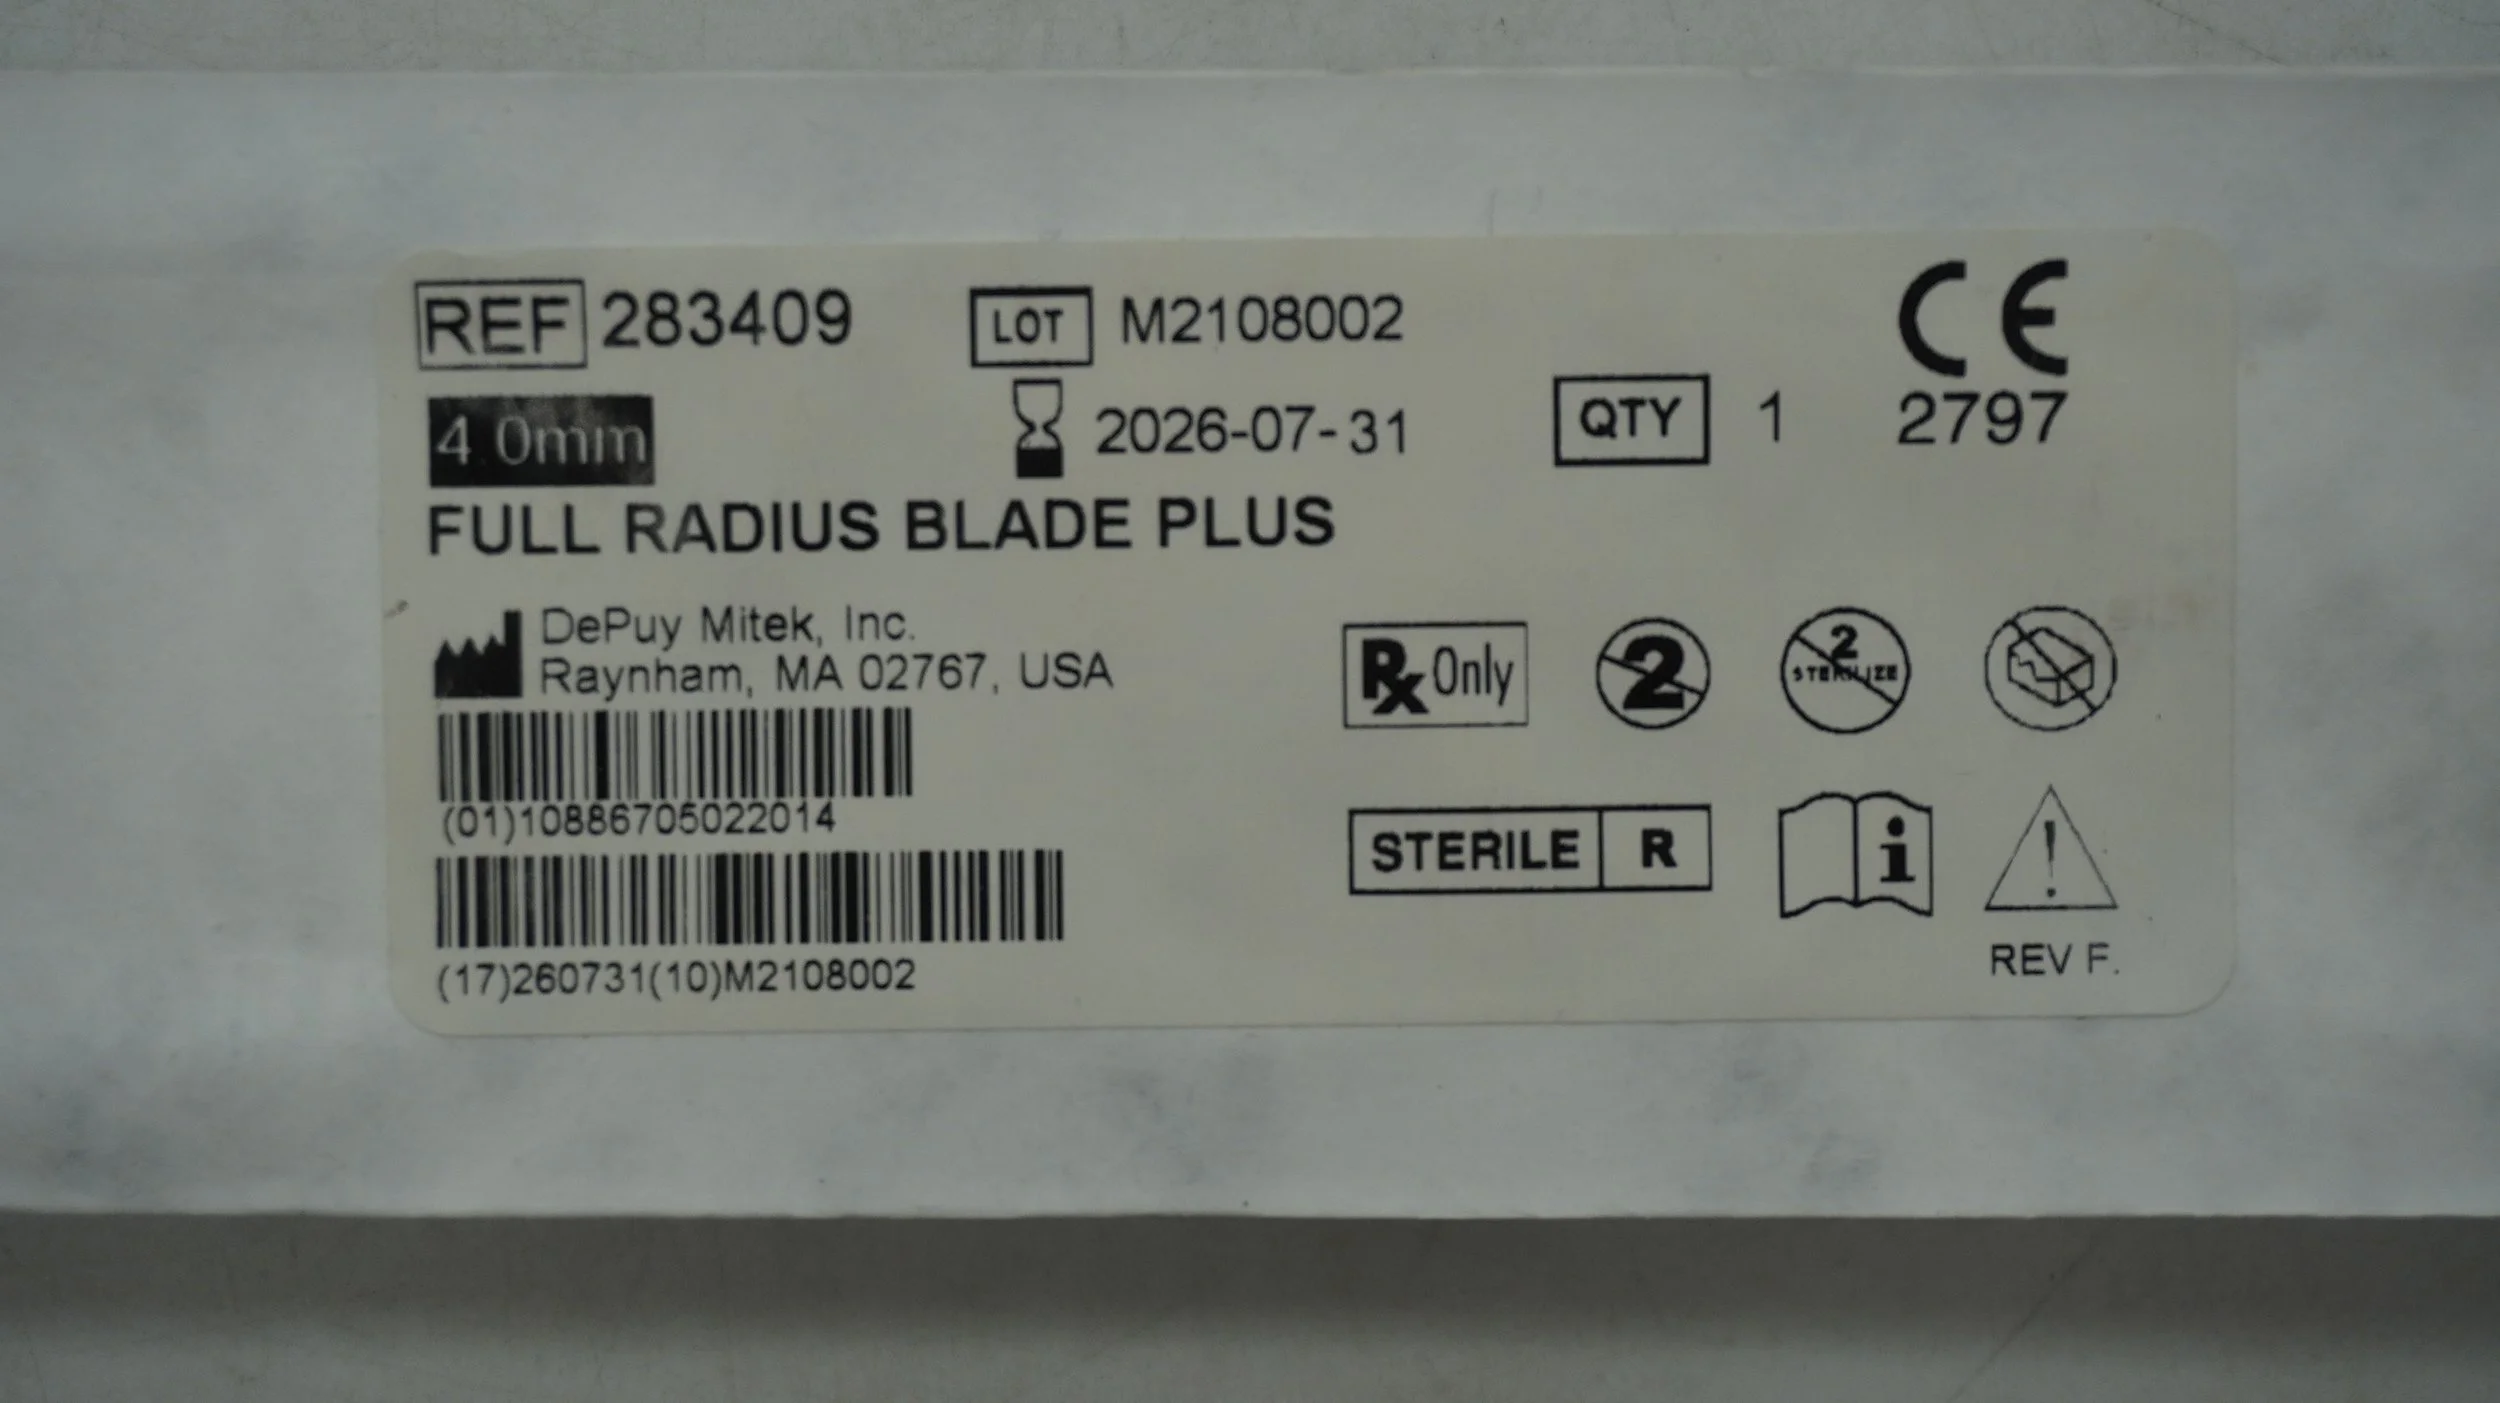 REF 283409 LOT M2108002 CE
4.0mm 2026-07-31 QTY 1 2797
FULL RADIUS BLADE PLUS
DePuy Mitek, Inc.
Raynham, MA 02767, USA
Rx Only 2 2 STERILIZE
(01)10886705022014
STERILE R i !
(17)260731(10)M2108002
REV F.